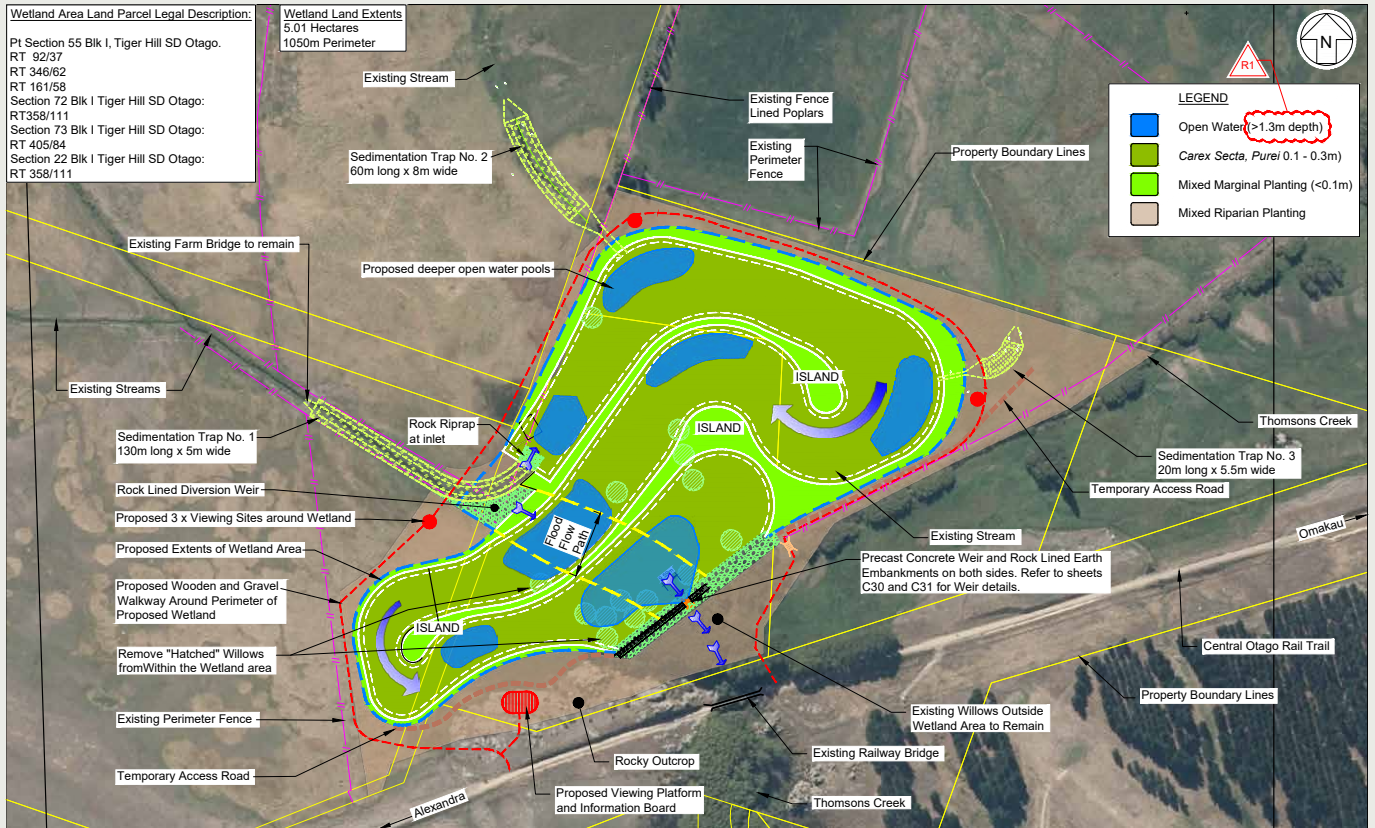 Wetland Area Land Parcel Legal Description:
Pt Section 55 Blk I, Tiger Hill SD Otago.
RT 92/37
RT 346/62
RT 161/58
Section 72 Blk I Tiger Hill SD Otago:
RT358/111
Section 73 Blk I Tiger Hill SD Otago:
RT 405/84
Section 22 Blk I Tiger Hill SD Otago:
RT 358/111
Wetland Land Extents
5.01 Hectares
1050m Perimeter
N
R1
LEGEND
Open Water (>1.3m depth)
Carex Secta, Purei 0.1 - 0.3m)
Mixed Marginal Planting (<0.1m)
Mixed Riparian Planting
Existing Stream
Existing Fence
Lined Poplars
Existing
Perimeter
Fence
Property Boundary Lines
Sedimentation Trap No. 2
60m long x 8m wide
Existing Farm Bridge to remain
Proposed deeper open water pools
Existing Streams
ISLAND
ISLAND
Thomsons Creek
Rock Riprap
at inlet
Sedimentation Trap No. 1
130m long x 5m wide
Sedimentation Trap No. 3
20m long x 5.5m wide
Temporary Access Road
Rock Lined Diversion Weir
Proposed 3 x Viewing Sites around Wetland
Flood
Flow
Path
Existing Stream
Omakau
Proposed Extents of Wetland Area
Precast Concrete Weir and Rock Lined Earth
Embankments on both sides. Refer to sheets
C30 and C31 for Weir details.
Proposed Wooden and Gravel
Walkway Around Perimeter of
Proposed Wetland
ISLAND
Central Otago Rail Trail
Remove "Hatched" Willows
fromWithin the Wetland area
Property Boundary Lines
Existing Perimeter Fence
Existing Willows Outside
Wetland Area to Remain
Existing Railway Bridge
Rocky Outcrop
Temporary Access Road
Proposed Viewing Platform
and Information Board
Alexandra
Thomsons Creek